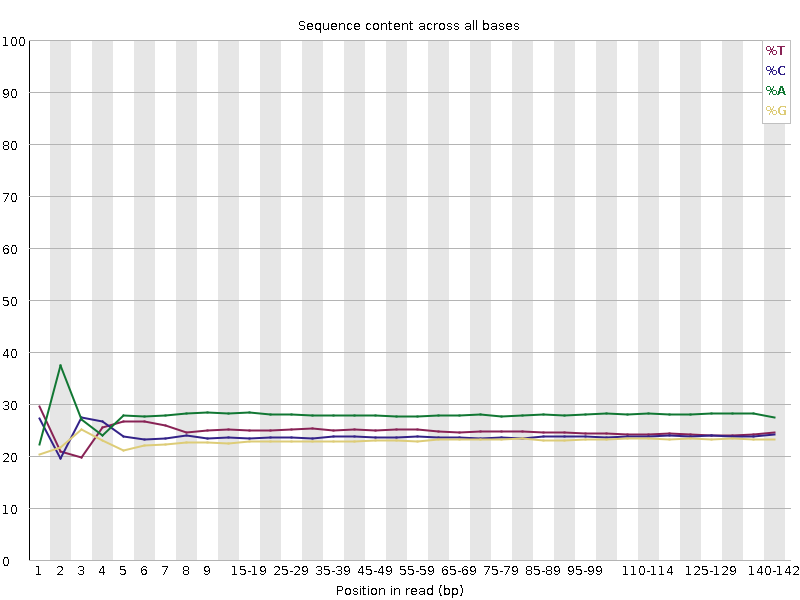 Sequence content across all bases
100
90
80
70
60
50
40
30
20
10
0
%T
%C
%A
%G
1 2 3 4 5 6 7 8 9 15-19 25-29 35-39 45-49 55-59 65-69 75-79 85-89 95-99 110-114 125-129 140-142
Position in read (bp)